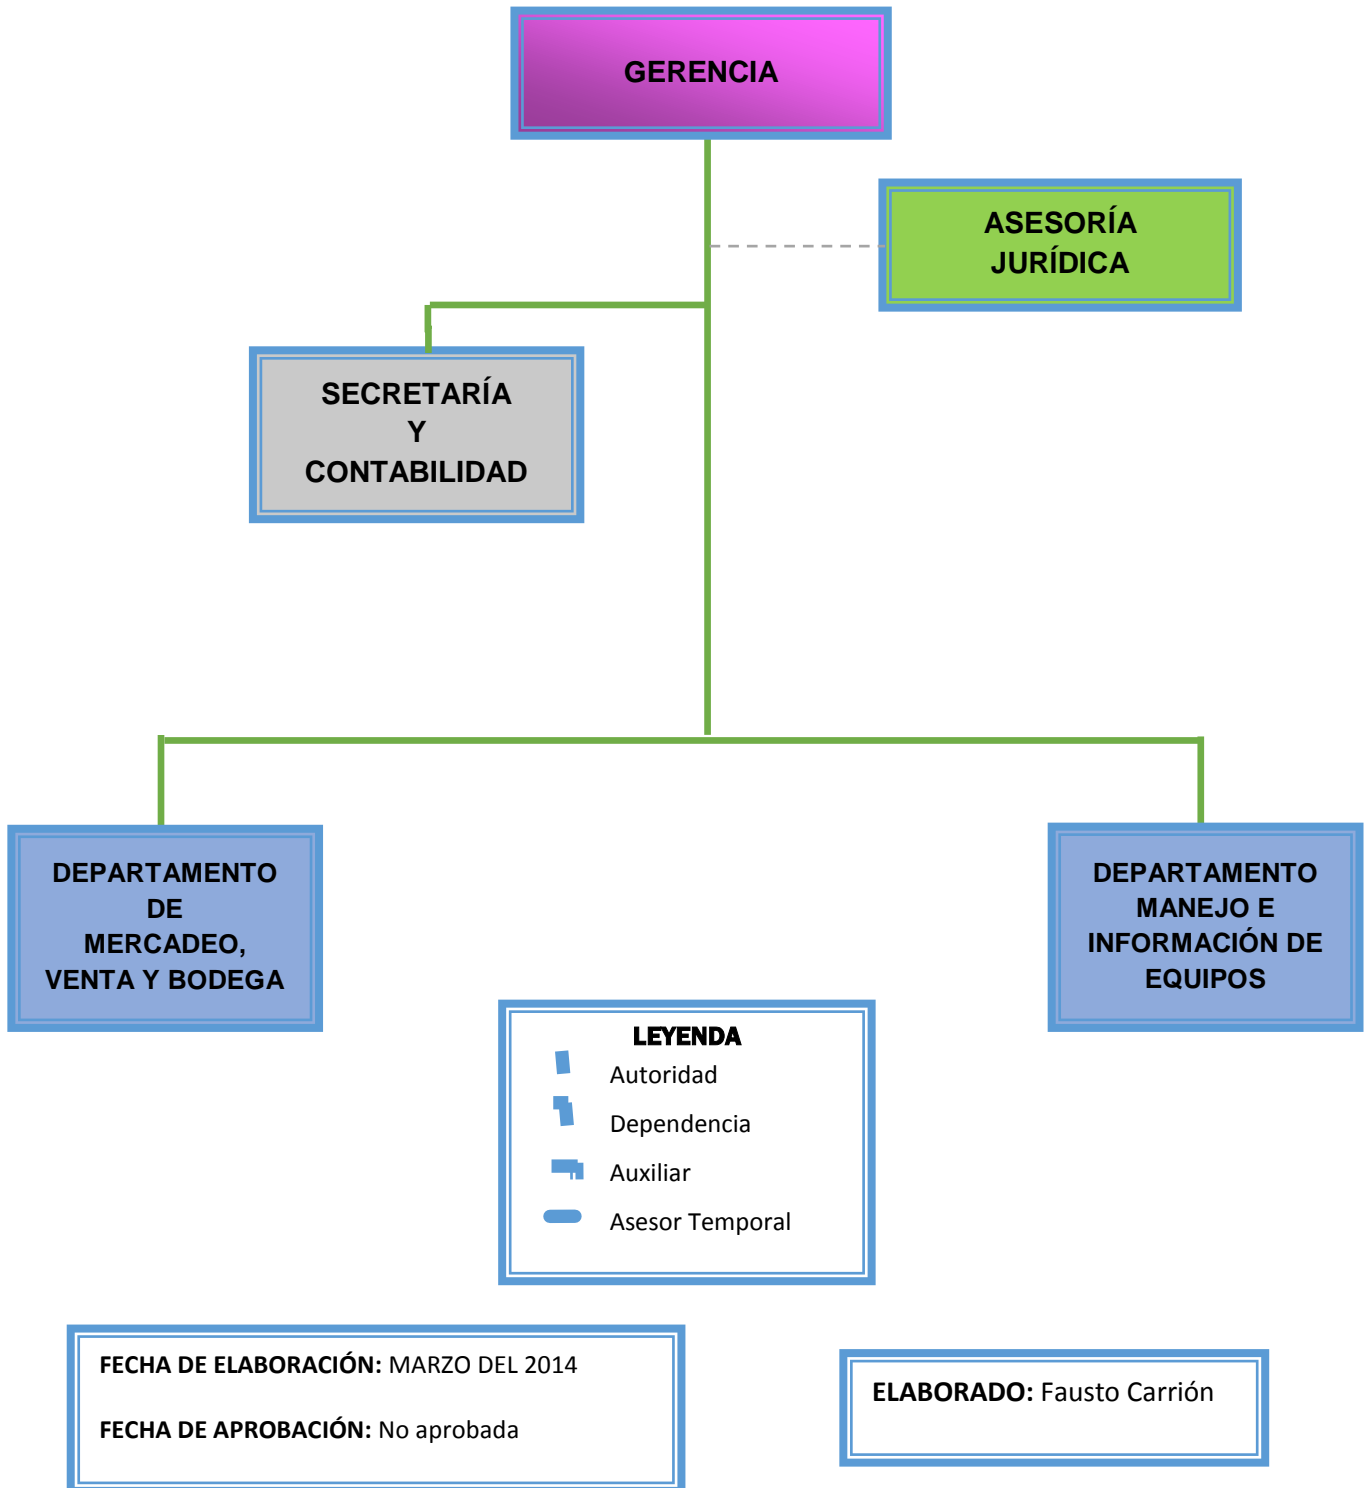 GERENCIA
ASESORÍA
JURÍDICA
SECRETARÍA
Y
CONTABILIDAD
DEPARTAMENTO
DE
MERCADEO,
VENTA Y BODEGA
DEPARTAMENTO
MANEJO E
INFORMACIÓN DE
EQUIPOS
LEYENDA
Autoridad
Dependencia
Auxiliar
Asesor Temporal
FECHA DE ELABORACIÓN: MARZO DEL 2014
FECHA DE APROBACIÓN: No aprobada
ELABORADO: Fausto Carrión